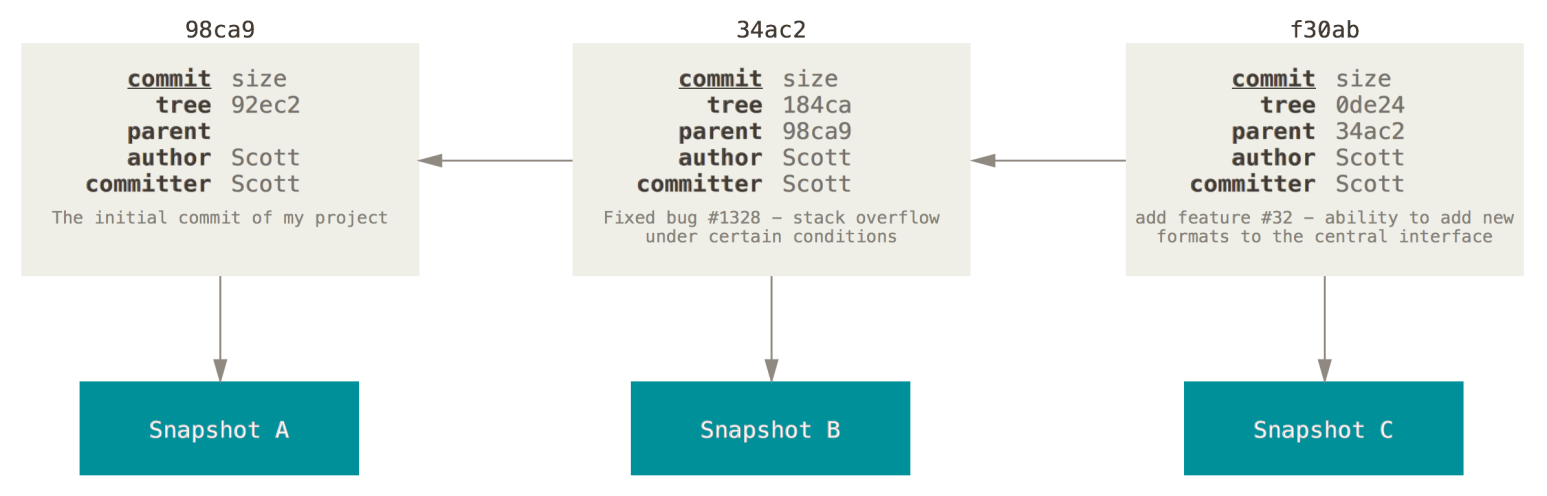 98ca9
commit size
tree 92ec2
parent
author Scott
committer Scott
The initial commit of my project
Snapshot A
34ac2
commit size
tree 184ca
parent 98ca9
author Scott
committer Scott
Fixed bug #1328 – stack overflow
under certain conditions
Snapshot B
f30ab
commit size
tree 0de24
parent 34ac2
author Scott
committer Scott
add feature #32 – ability to add new
formats to the central interface
Snapshot C